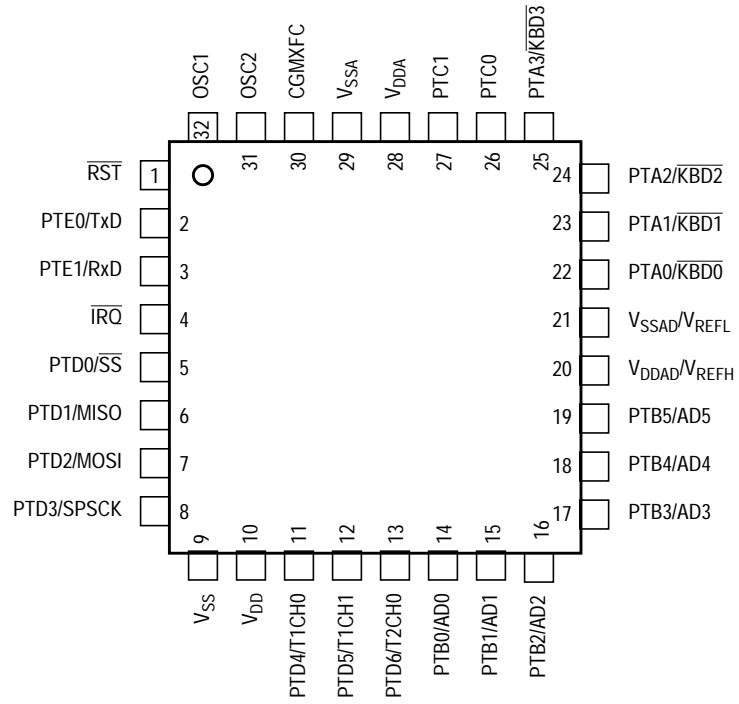 OSC1
OSC2
CGMXFC
VSSA
VDDA
PTC1
PTC0
PTA3/KBD3
32
31
30
29
28
27
26
25
RST
1
PTE0/TxD
2
PTE1/RxD
3
IRQ
4
PTD0/SS
5
PTD1/MISO
6
PTD2/MOSI
7
PTD3/SPSCK
8
24
PTA2/KBD2
23
PTA1/KBD1
22
PTA0/KBD0
21
VSSAD/VREFL
20
VDDAD/VREFH
19
PTB5/AD5
18
PTB4/AD4
17
PTB3/AD3
9
10
11
12
13
14
15
16
VSS
VDD
PTD4/T1CH0
PTD5/T1CH1
PTD6/T2CH0
PTB0/AD0
PTB1/AD1
PTB2/AD2